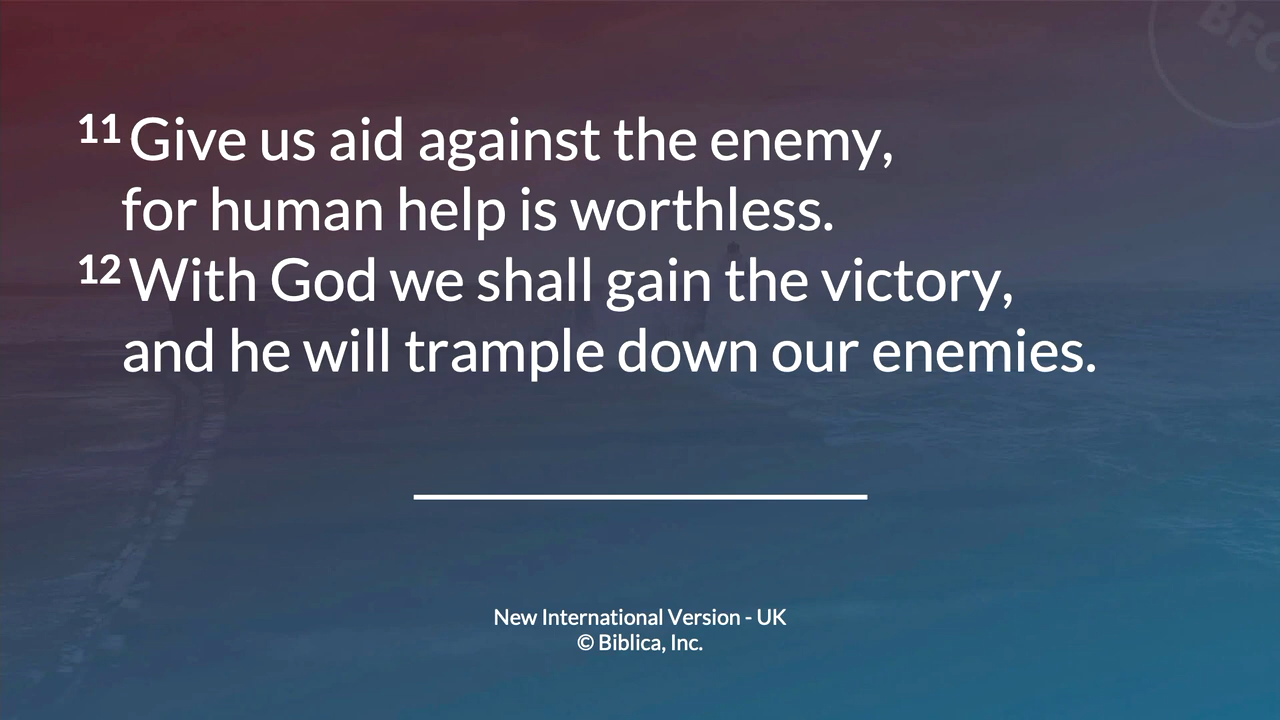 BFC
11 Give us aid against the enemy,
for human help is worthless.
12 With God we shall gain the victory,
and he will trample down our enemies.
New International Version - UK
© Biblica, Inc.